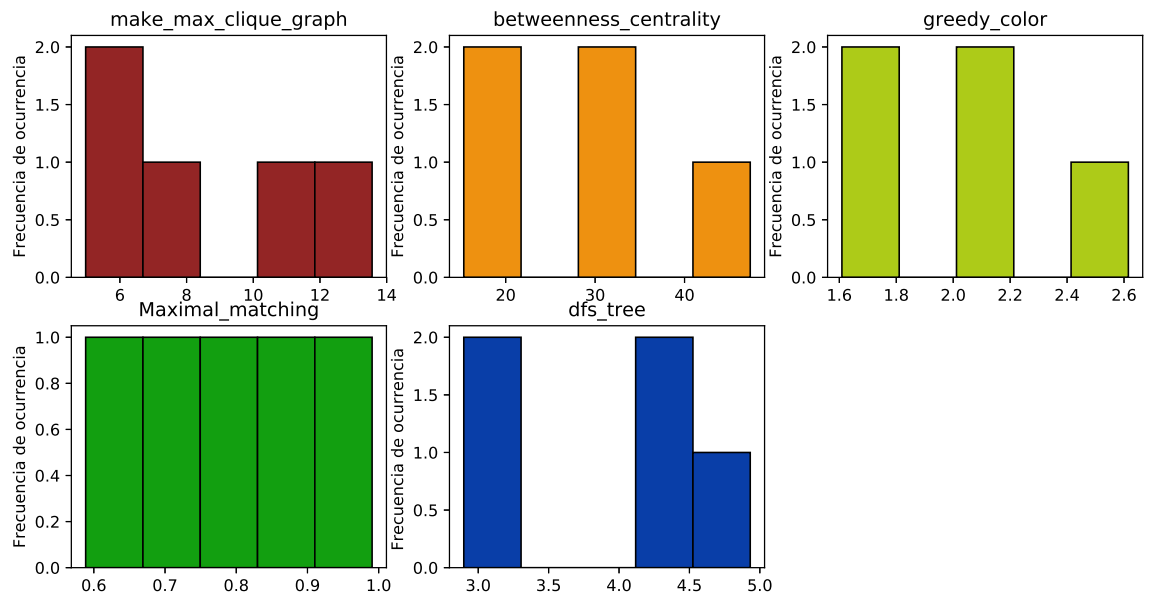 make_max_clique_graph
Frecuencia de ocurrencia
2.0
1.5
1.0
0.5
0.0
6 8 10 12 14
betweenness_centrality
Frecuencia de ocurrencia
2.0
1.5
1.0
0.5
0.0
20 30 40
greedy_color
Frecuencia de ocurrencia
2.0
1.5
1.0
0.5
0.0
1.6 1.8 2.0 2.2 2.4 2.6
Maximal_matching
Frecuencia de ocurrencia
1.0
0.8
0.6
0.4
0.2
0.0
0.6 0.7 0.8 0.9 1.0
dfs_tree
Frecuencia de ocurrencia
2.0
1.5
1.0
0.5
0.0
3.0 3.5 4.0 4.5 5.0